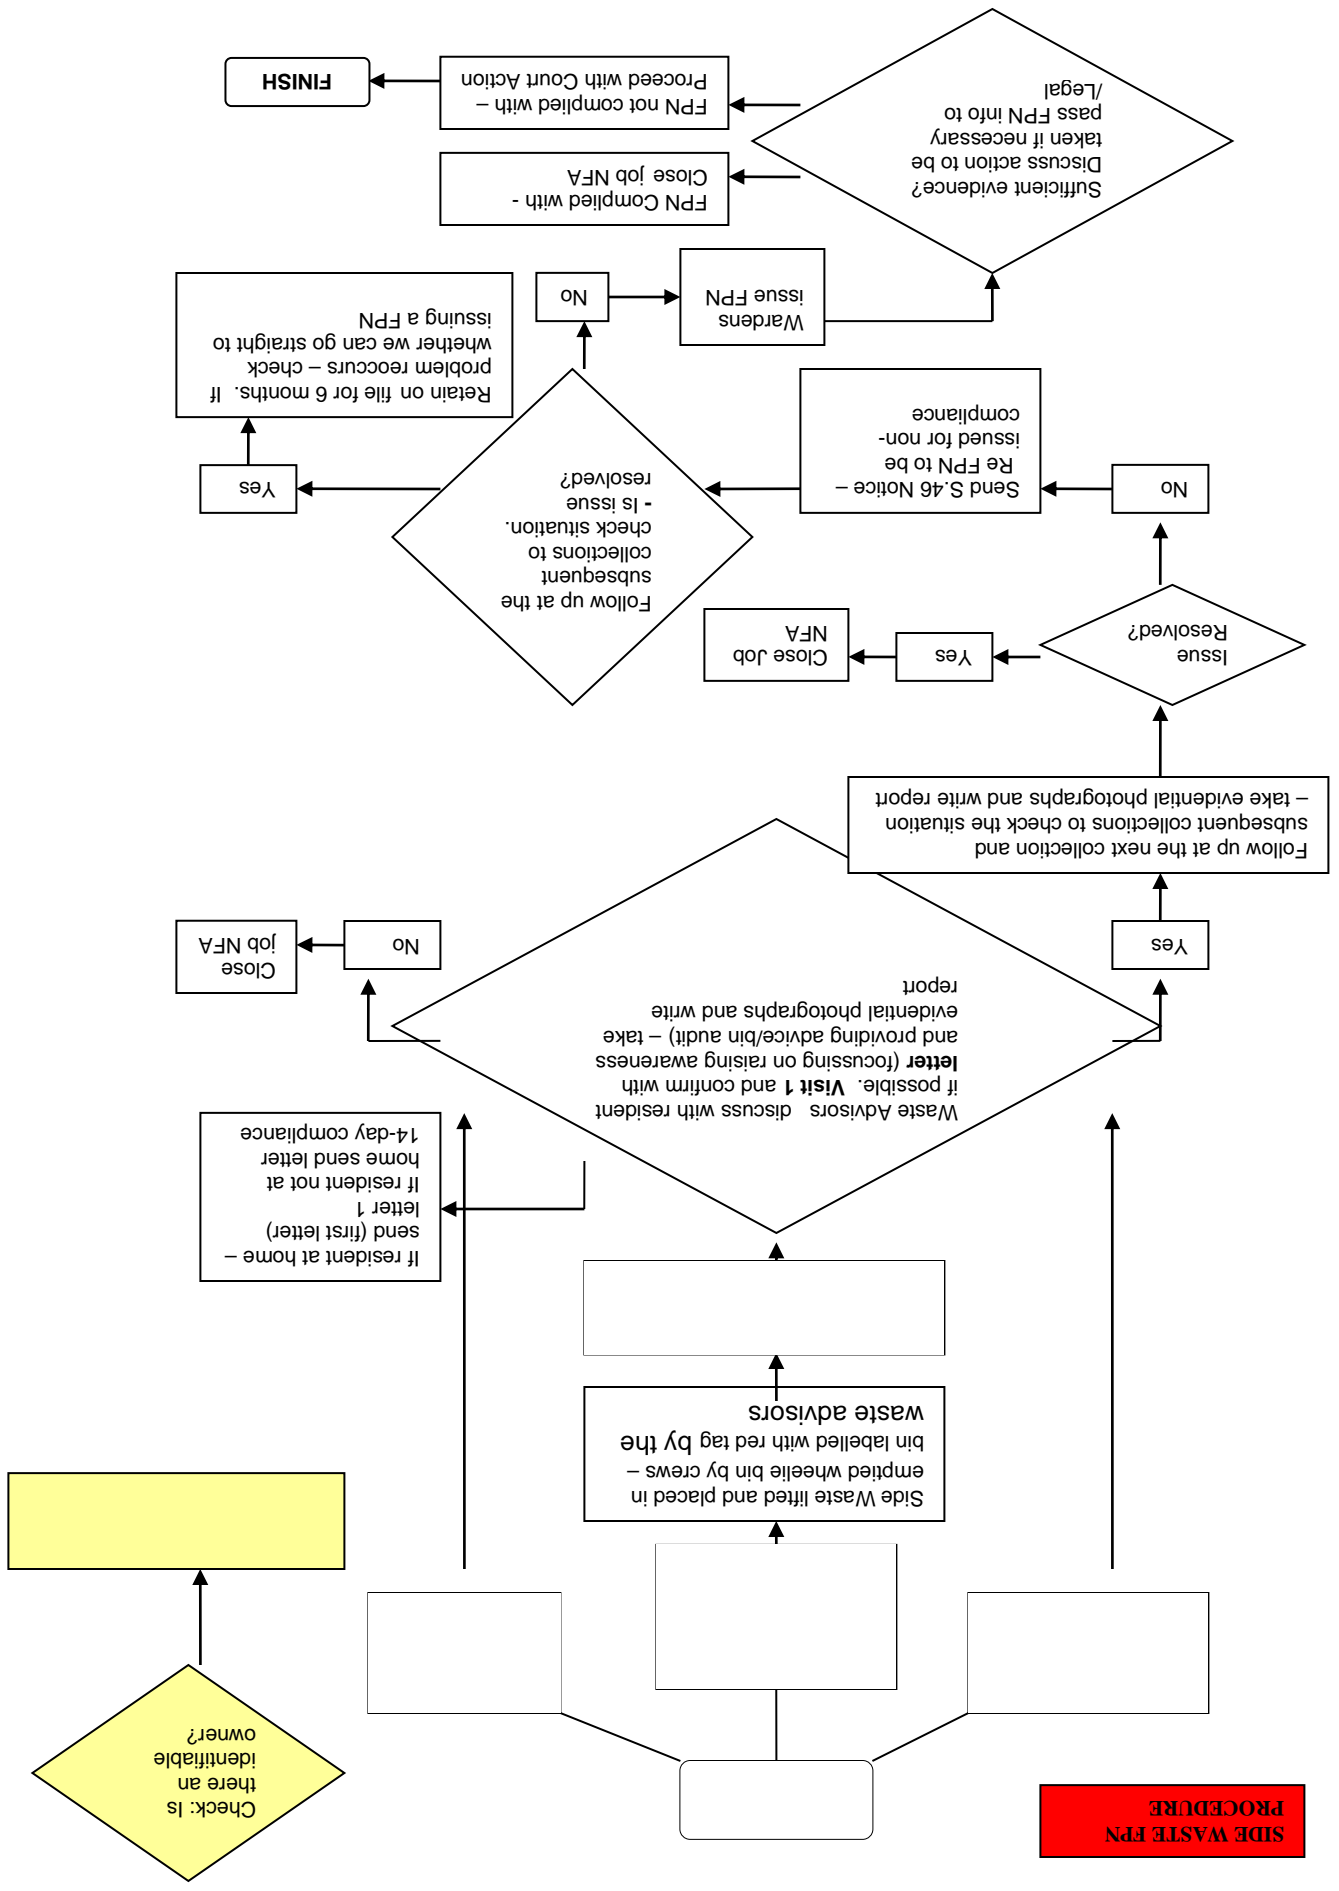 SIDE WASTE FPN
PROCEDURE
Check: Is
there an
identifiable
owner?
Side Waste lifted and placed in
emptied wheelie bin by crews –
bin labelled with red tag by the
waste advisors
If resident at home –
send (first letter)
letter 1
If resident not at
home send letter
14-day compliance
Waste Advisors   discuss with resident
if possible.  Visit 1 and confirm with
letter (focussing on raising awareness
and providing advice/bin audit) – take
evidential photographs and write
report
Yes
No
Close
job NFA
Follow up at the next collection and
subsequent collections to check the situation
– take evidential photographs and write report
Issue
Resolved?
Yes
Close Job
NFA
No
Send S.46 Notice –
Re FPN to be
issued for non-
compliance
Follow up at the
subsequent
collections to
check situation.
- Is issue
resolved?
Yes
Retain on file for 6 months.  If
problem reoccurs – check
whether we can go straight to
issuing a FPN
No
Wardens
issue FPN
Sufficient evidence?
Discuss action to be
taken if necessary
pass FPN info to
/Legal
FPN Complied with -
Close job NFA
FPN not complied with –
Proceed with Court Action
FINISH